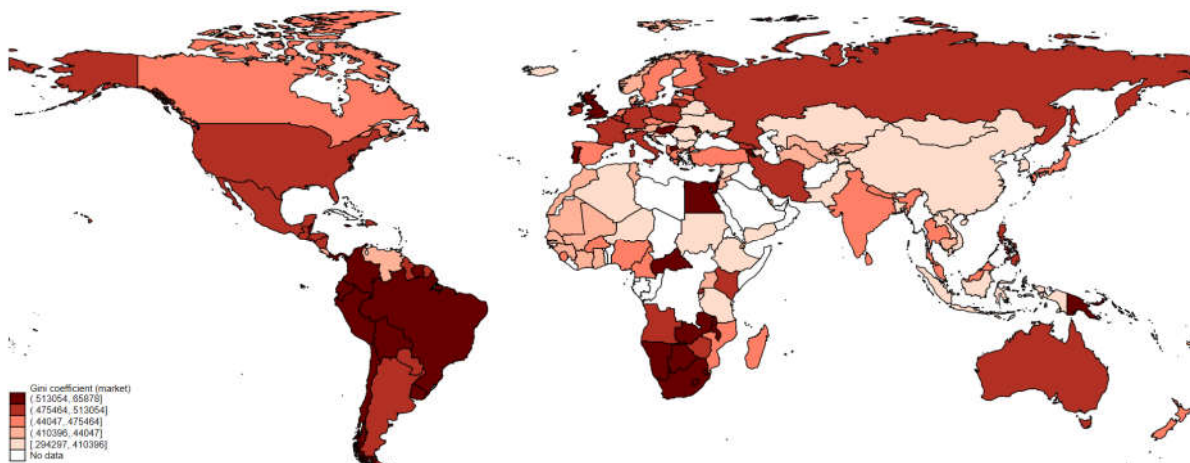 Gini coefficient (market)
(.513054,.65878]
(.475464,.513054]
(.44047,.475464]
(.410396,.44047]
[.294297,.410396]
No data